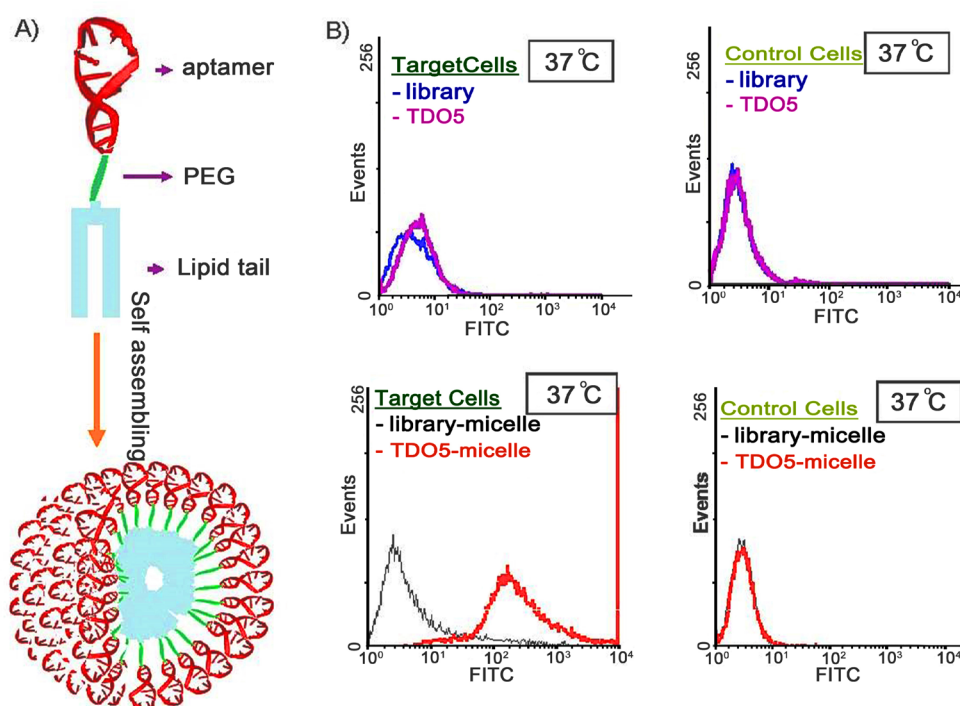 A)
aptamer
PEG
Lipid tail
Self assembling
B)
TargetCells
- library
- TDO5
37 °C
256
Events
0
10⁰ 10¹ 10² 10³ 10⁴
FITC
Control Cells
- library
- TDO5
37 °C
256
Events
0
10⁰ 10¹ 10² 10³ 10⁴
FITC
Target Cells
- library-micelle
- TDO5-micelle
37 °C
256
Events
0
10⁰ 10¹ 10² 10³ 10⁴
FITC
Control Cells
- library-micelle
- TDO5-micelle
37 °C
256
Events
0
10⁰ 10¹ 10² 10³ 10⁴
FITC